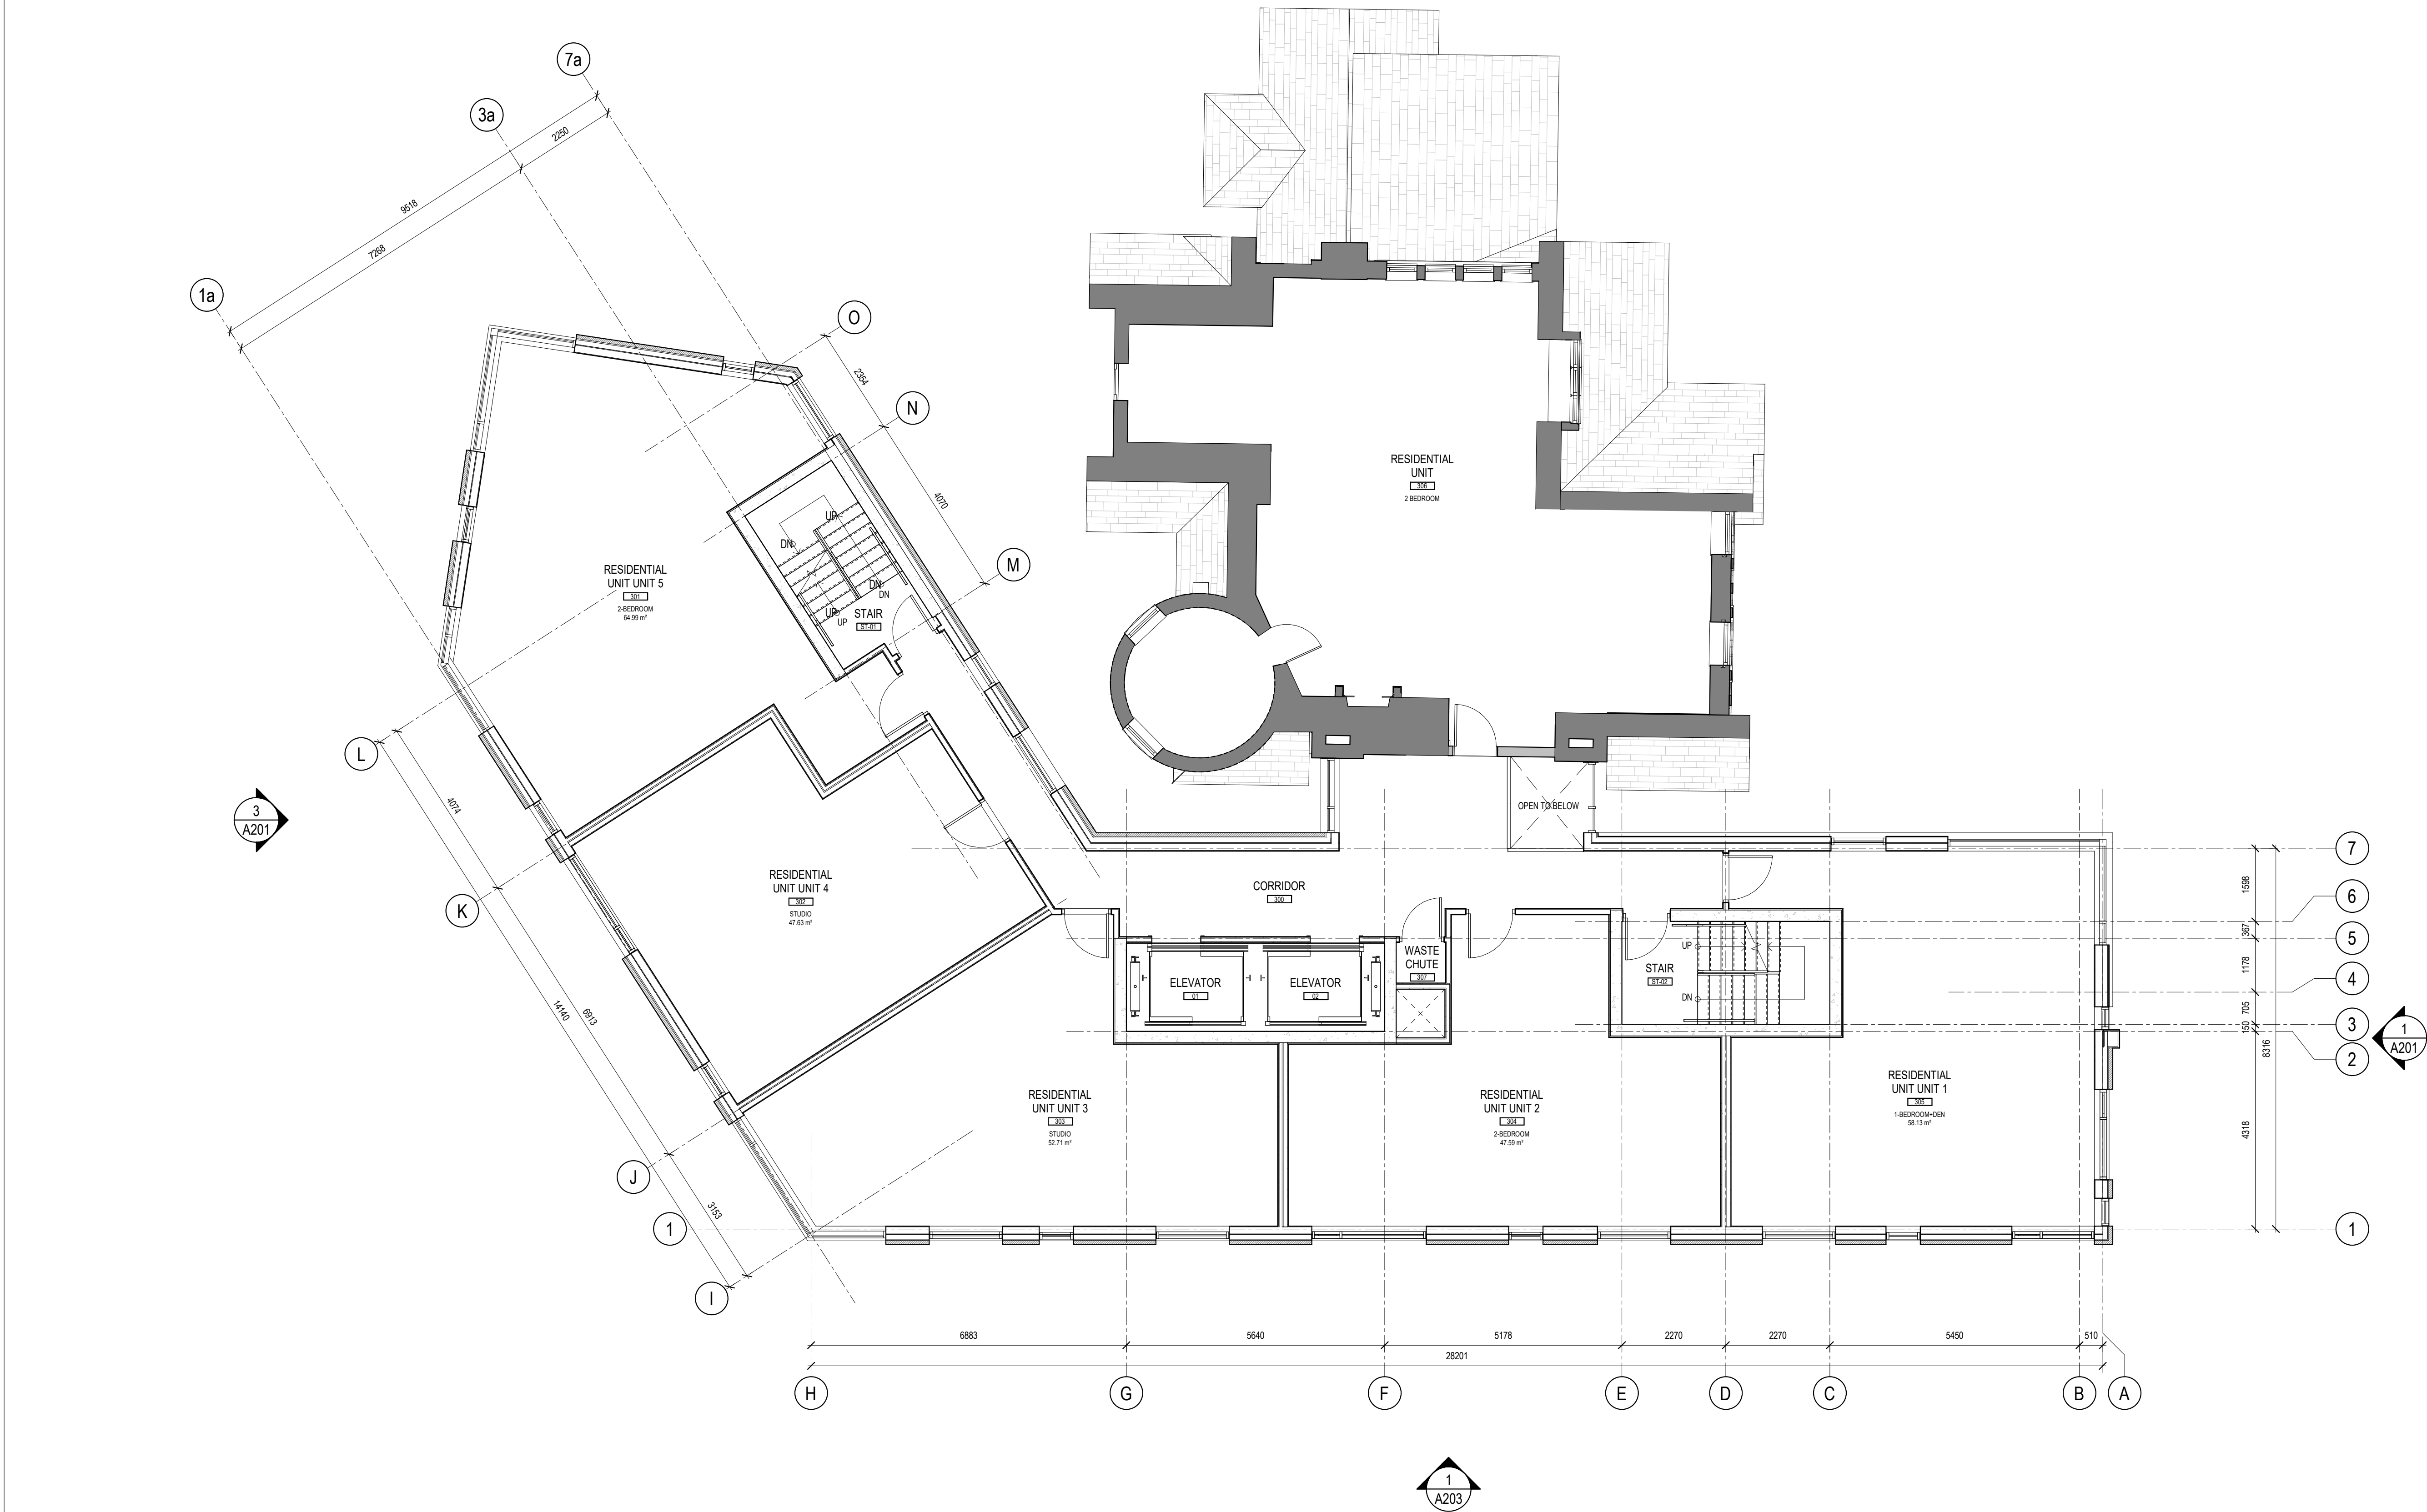 7a
3a
2250
9518
7268
1a
O
2354
N
4070
M
RESIDENTIAL
UNIT
306
2 BEDROOM
UP
DN
DN
DN
UP
UP
STAIR
ST-01
RESIDENTIAL
UNIT UNIT 5
301
2-BEDROOM
64.99 m²
L
4074
3
A201
K
14140
6913
J
3153
I
1
RESIDENTIAL
UNIT UNIT 4
302
STUDIO
47.63 m²
CORRIDOR
300
OPEN TO BELOW
WASTE
CHUTE
307
ELEVATOR
01
ELEVATOR
02
STAIR
ST-02
UP
DN
RESIDENTIAL
UNIT UNIT 3
303
STUDIO
52.71 m²
RESIDENTIAL
UNIT UNIT 2
304
2-BEDROOM
47.59 m²
RESIDENTIAL
UNIT UNIT 1
305
1-BEDROOM+DEN
58.13 m²
1598
367
1178
705
150
8316
4318
7
6
5
4
3
2
1
1
A201
6883
5640
5178
2270
2270
5450
510
28201
H
G
F
E
D
C
B
A
1
A203